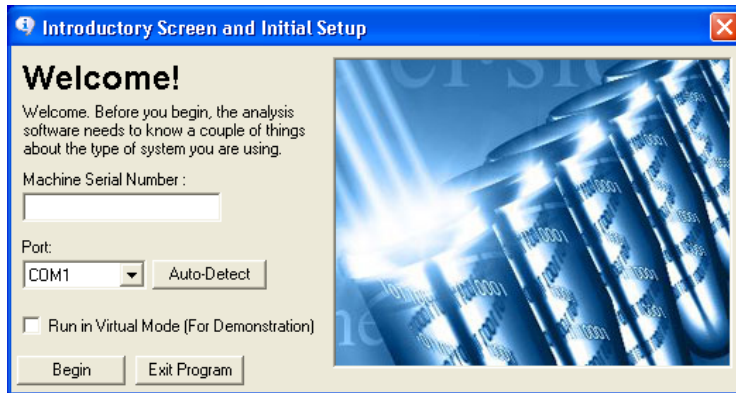 Introductory Screen and Initial Setup
Welcome!
Welcome. Before you begin, the analysis
software needs to know a couple of things
about the type of system you are using.
Machine Serial Number :
Port:
COM1
Auto-Detect
Run in Virtual Mode (For Demonstration)
Begin
Exit Program